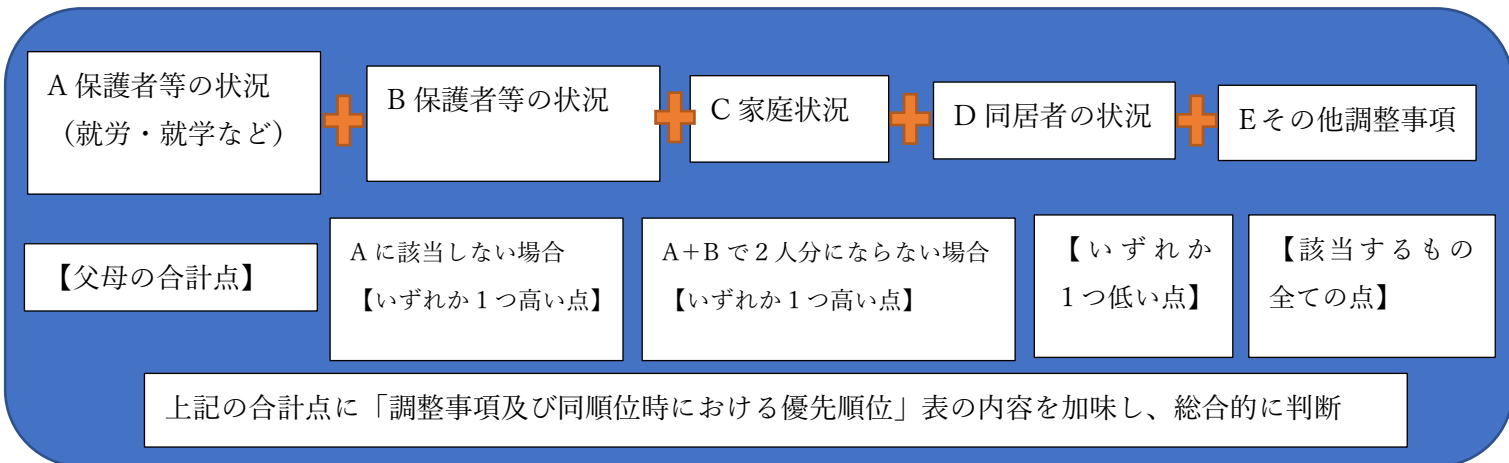 A 保護者等の状況
（就労・就学など）
B 保護者等の状況
C 家庭状況
D 同居者の状況
E その他調整事項
【父母の合計点】
A に該当しない場合
【いずれか１つ高い点】
A+B で２人分にならない場合
【いずれか１つ高い点】
【いずれか
１つ低い点】
【該当するもの
全ての点】
上記の合計点に「調整事項及び同順位時における優先順位」表の内容を加味し、総合的に判断